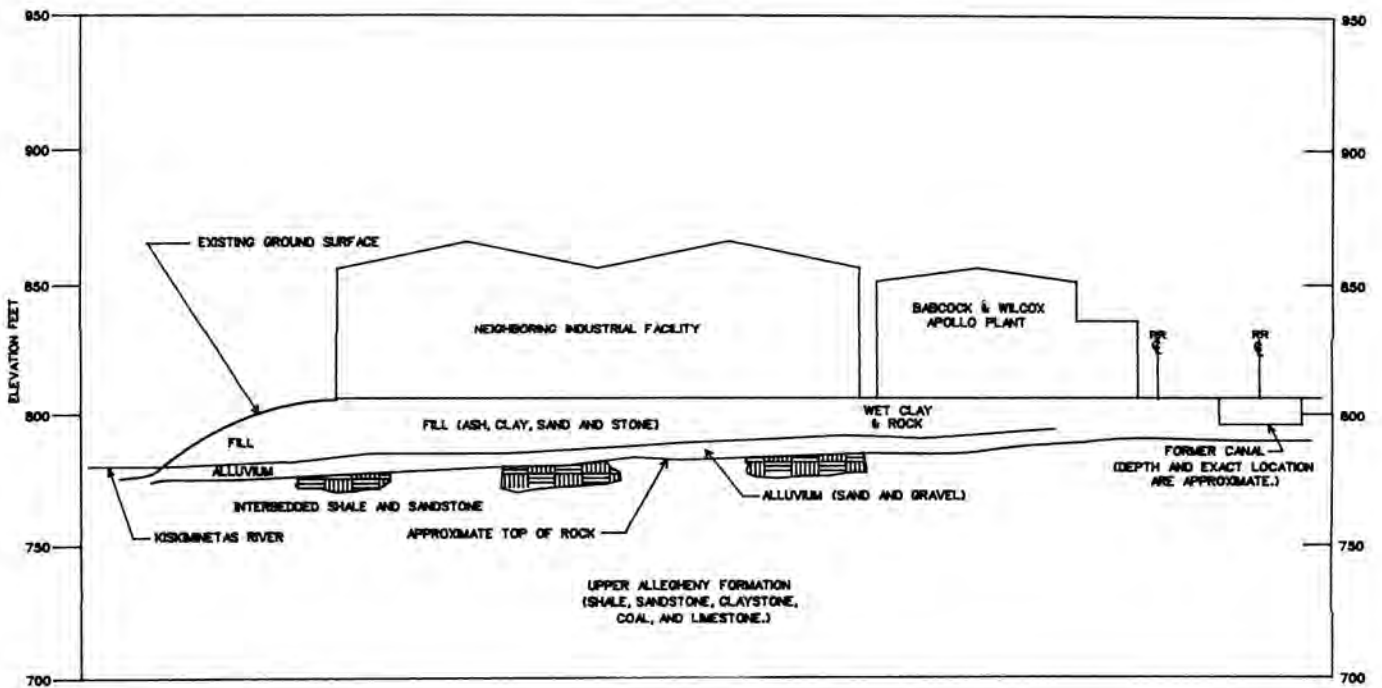 950
950
900
900
EXISTING GROUND SURFACE
850
850
ELEVATION FEET
NEIGHBORING INDUSTRIAL FACILITY
BABCOCK & WILCOX
APOLLO PLANT
RR
RR
800
800
FILL (ASH, CLAY, SAND AND STONE)
WET CLAY
& ROCK
FILL
ALLUVIUM
FORMER CANAL
(DEPTH AND EXACT LOCATION
ARE APPROXIMATE.)
ALLUVIUM (SAND AND GRAVEL)
INTERBEDDED SHALE AND SANDSTONE
KISKIMINETAS RIVER
APPROXIMATE TOP OF ROCK
750
750
UPPER ALLEGHENY FORMATION
(SHALE, SANDSTONE, CLAYSTONE,
COAL, AND LIMESTONE.)
700
700